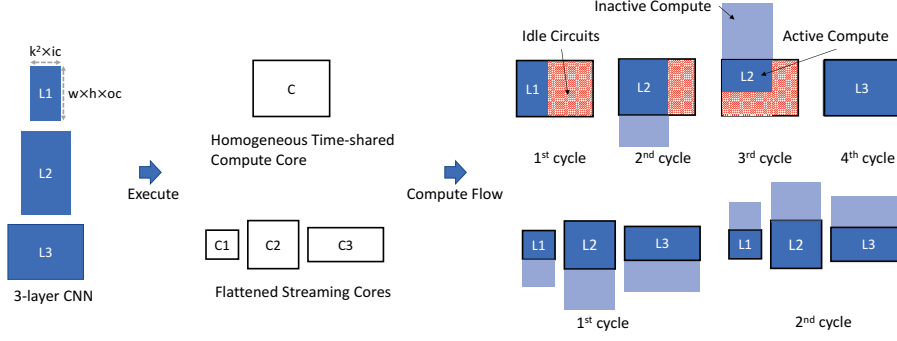 k²×ic
L1
w×h×oc
L2
L3
3-layer CNN
Execute
C
Homogeneous Time-shared
Compute Core
C1
C2
C3
Flattened Streaming Cores
Compute Flow
Inactive Compute
Idle Circuits
Active Compute
L1
L2
L2
L3
1st cycle
2nd cycle
3rd cycle
4th cycle
L1
L2
L3
L1
L2
L3
1st cycle
2nd cycle